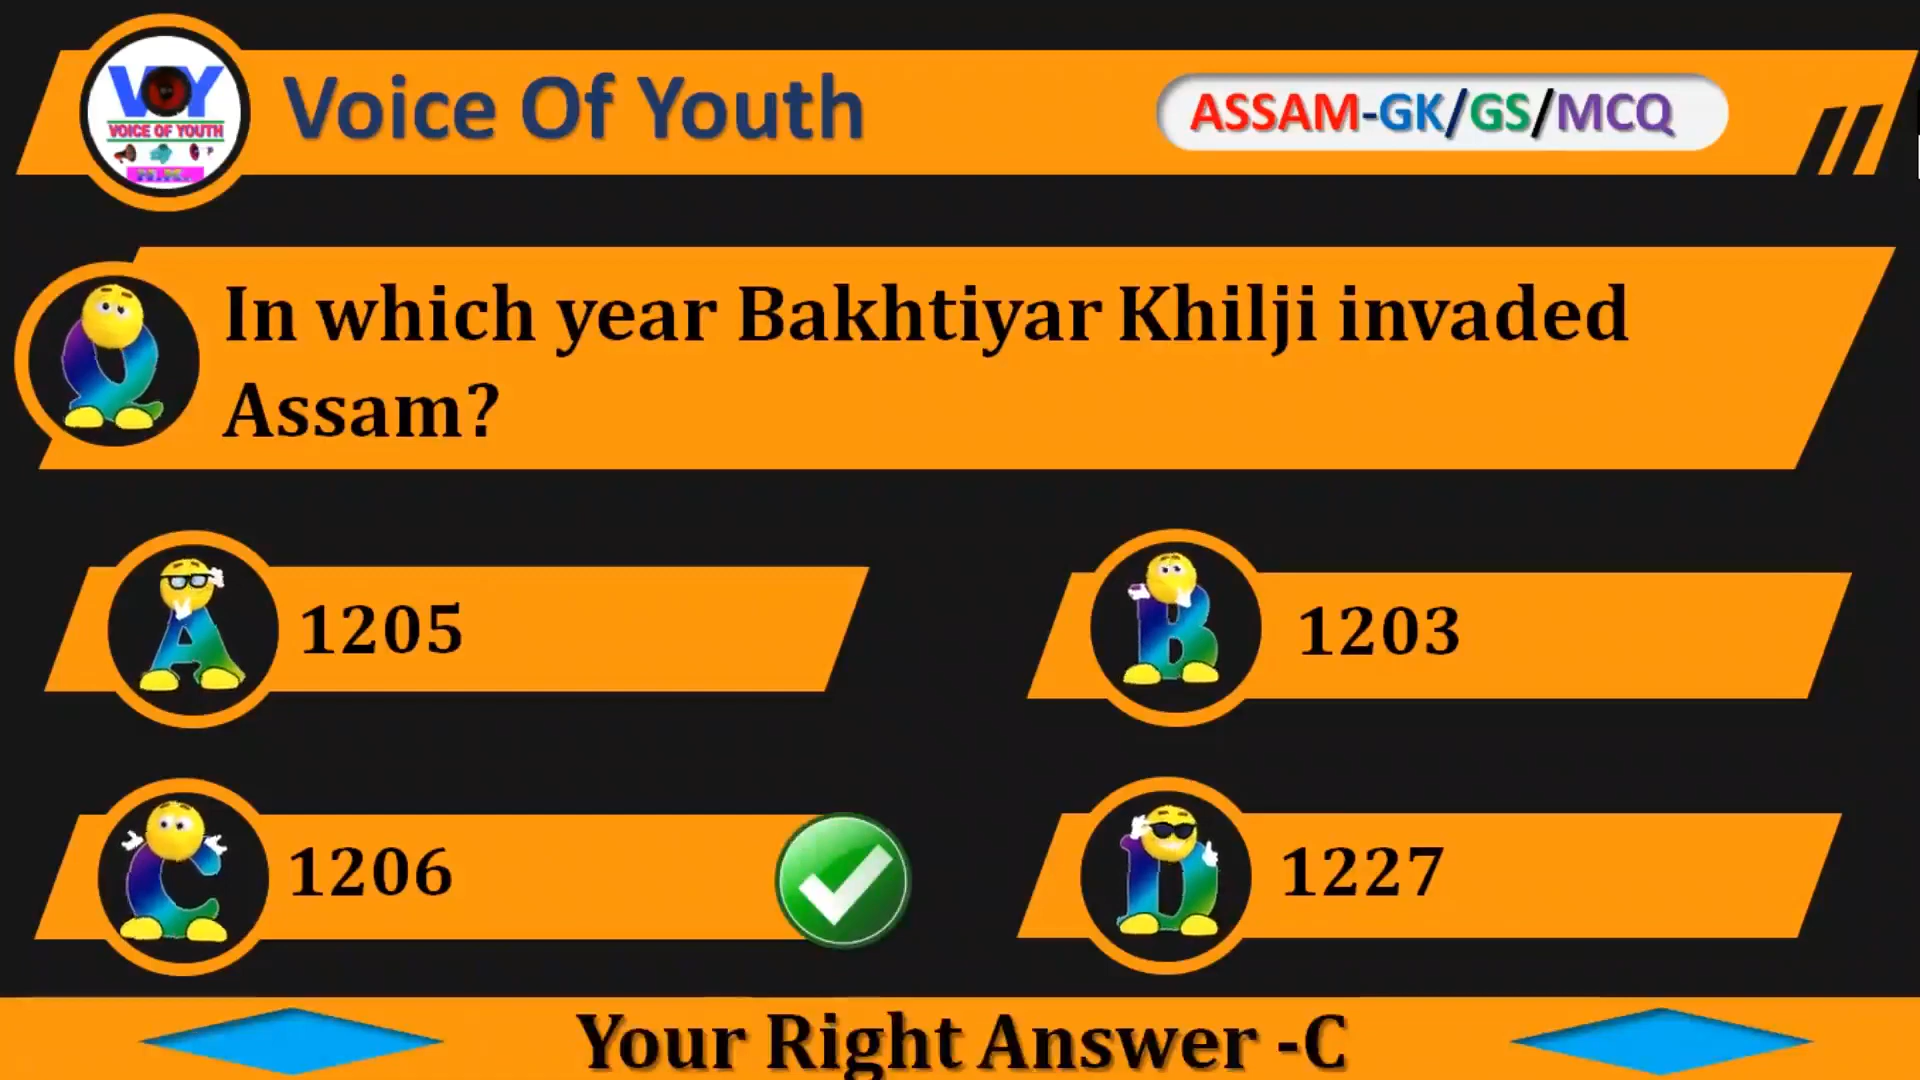 VOY
VOICE OF YOUTH
Voice Of Youth
ASSAM-GK/GS/MCQ
In which year Bakhtiyar Khilji invaded
Assam?
A
1205
B
1203
C
1206
D
1227
Your Right Answer -C